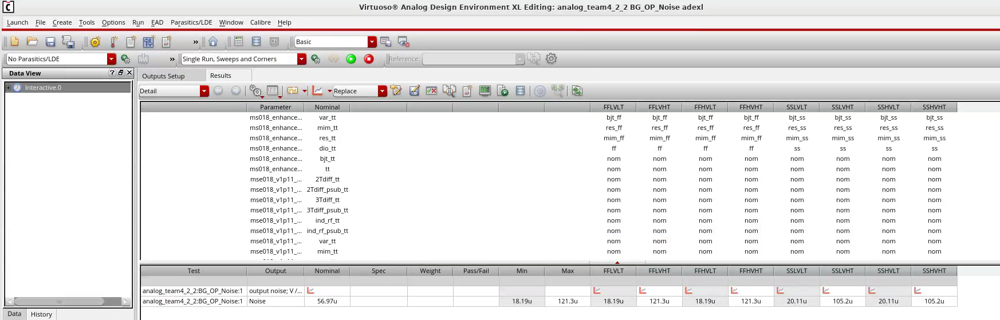 Virtuoso® Analog Design Environment XL Editing: analog_team4_2_2 BG_OP_Noise adexl
Launch File Create Tools Options Run EAD Parasitics/LDE Window Calibre Help
» Basic
No Parasitics/LDE » Single Run, Sweeps and Corners Reference:
Data View
Interactive.0
Outputs Setup Results
Detail Replace
Parameter Nominal FFLVLT FFLVHT FFHVLT FFHVHT SSLVLT SSLVHT SSHVLT SSHVHT
ms018_enhance... var_tt bjt_ff bjt_ff bjt_ff bjt_ff bjt_ss bjt_ss bjt_ss bjt_ss
ms018_enhance... mim_tt res_ff res_ff res_ff res_ff res_ss res_ss res_ss res_ss
ms018_enhance... res_tt mim_ff mim_ff mim_ff mim_ff mim_ss mim_ss mim_ss mim_ss
ms018_enhance... dio_tt ff ff ff ff ss ss ss ss
ms018_enhance... bjt_tt nom nom nom nom nom nom nom nom
ms018_enhance... tt nom nom nom nom nom nom nom nom
mse018_v1p11_... 2Tdiff_tt nom nom nom nom nom nom nom nom
mse018_v1p11_... 2Tdiff_psub_tt nom nom nom nom nom nom nom nom
mse018_v1p11_... 3Tdiff_tt nom nom nom nom nom nom nom nom
mse018_v1p11_... 3Tdiff_psub_tt nom nom nom nom nom nom nom nom
mse018_v1p11_... ind_rf_tt nom nom nom nom nom nom nom nom
mse018_v1p11_... ind_rf_psub_tt nom nom nom nom nom nom nom nom
mse018_v1p11_... var_tt nom nom nom nom nom nom nom nom
mse018_v1p11_... mim_tt nom nom nom nom nom nom nom nom
Test Output Nominal Spec Weight Pass/Fail Min Max FFLVLT FFLVHT FFHVLT FFHVHT SSLVLT SSLVHT SSHVLT SSHVHT
analog_team4_2_2:BG_OP_Noise:1 output noise; V /...
analog_team4_2_2:BG_OP_Noise:1 Noise 56.97u 18.19u 121.3u 18.19u 121.3u 18.19u 121.3u 20.11u 105.2u 20.11u 105.2u
Data History